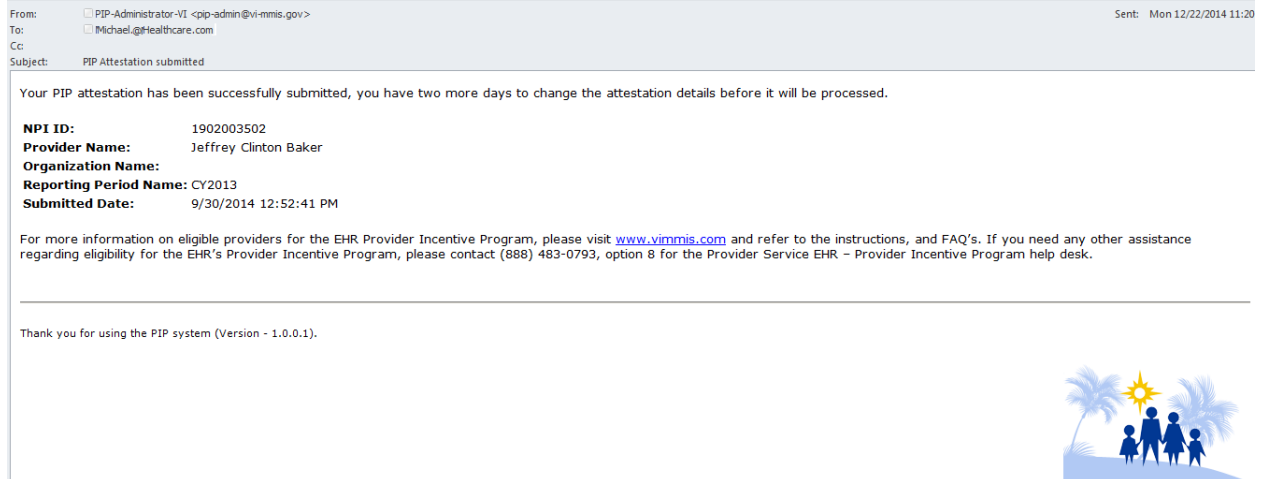 From: PIP-Administrator-VI <pip-admin@vi-mmis.gov> Sent: Mon 12/22/2014 11:20
To: !Michael.@!Healthcare.com
Cc:
Subject: PIP Attestation submitted
Your PIP attestation has been successfully submitted, you have two more days to change the attestation details before it will be processed.
NPI ID: 1902003502
Provider Name: Jeffrey Clinton Baker
Organization Name:
Reporting Period Name: CY2013
Submitted Date: 9/30/2014 12:52:41 PM
For more information on eligible providers for the EHR Provider Incentive Program, please visit www.vimmis.com and refer to the instructions, and FAQ's. If you need any other assistance
regarding eligibility for the EHR's Provider Incentive Program, please contact (888) 483-0793, option 8 for the Provider Service EHR – Provider Incentive Program help desk.
Thank you for using the PIP system (Version - 1.0.0.1).